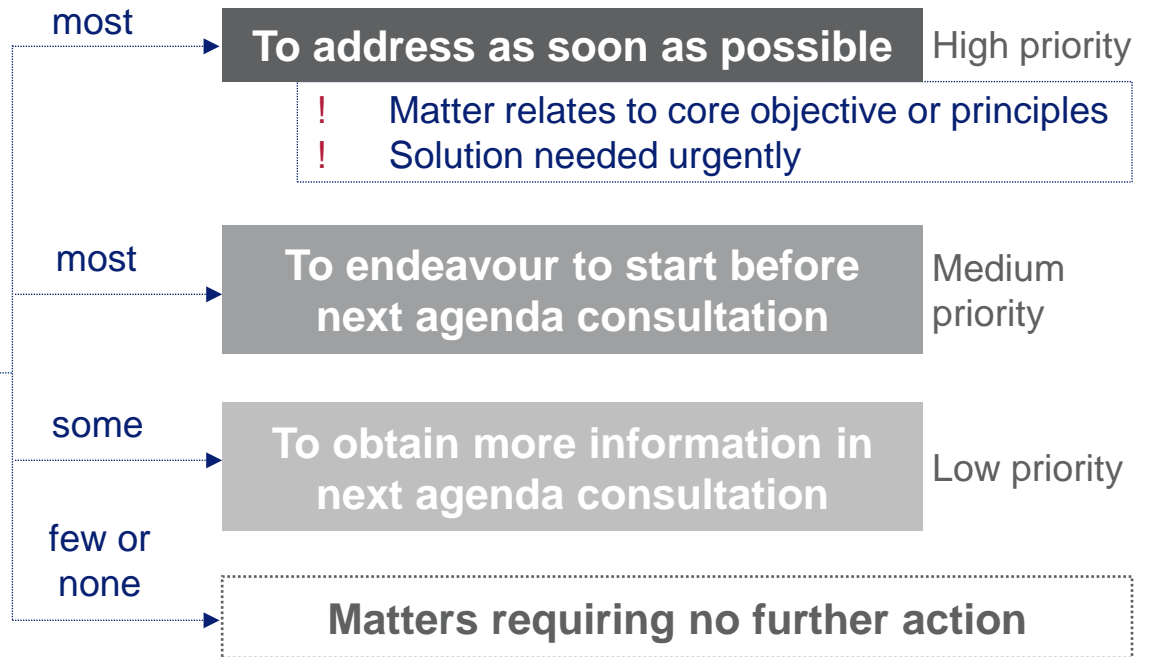 most
To address as soon as possible
High priority
! Matter relates to core objective or principles
! Solution needed urgently
most
To endeavour to start before
next agenda consultation
Medium
priority
some
To obtain more information in
next agenda consultation
Low priority
few or
none
Matters requiring no further action